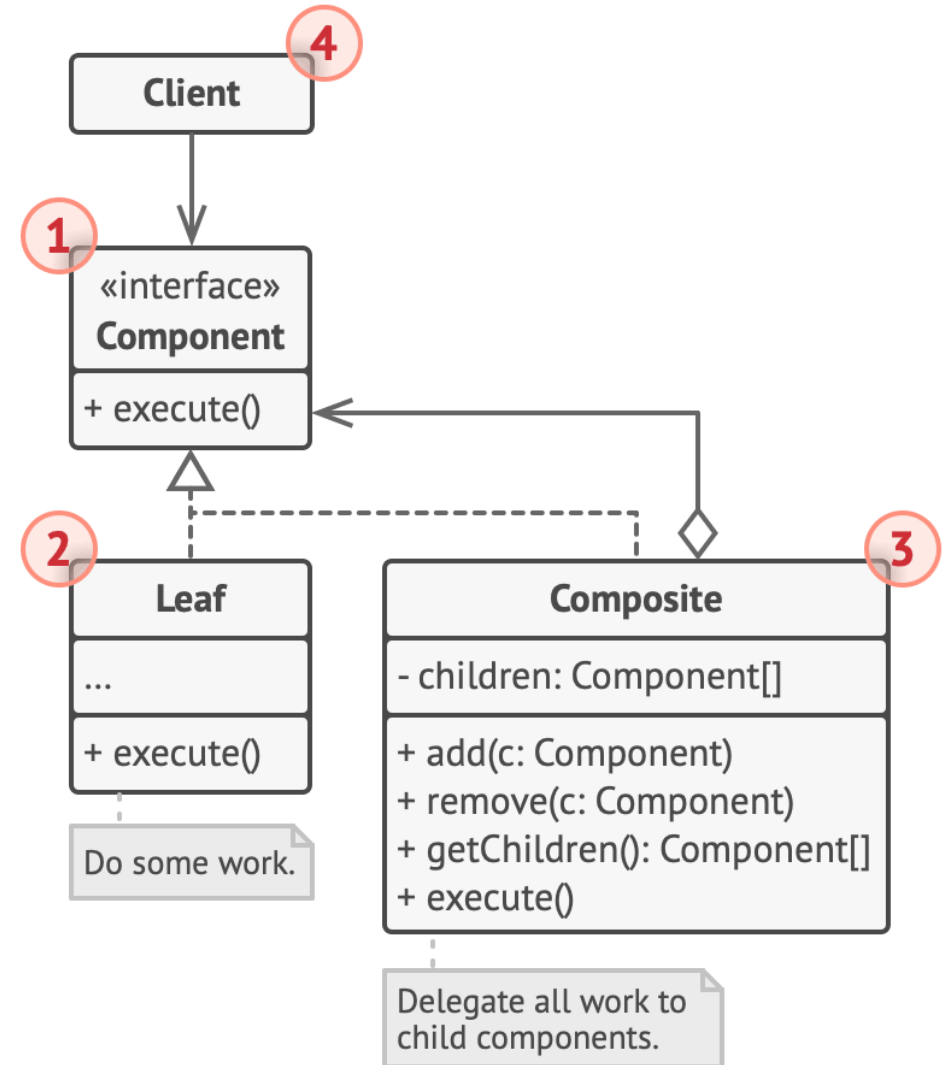 4
Client
1
«interface»
Component
+ execute()
2
Leaf
...
+ execute()
Do some work.
3
Composite
- children: Component[]
+ add(c: Component)
+ remove(c: Component)
+ getChildren(): Component[]
+ execute()
Delegate all work to
child components.